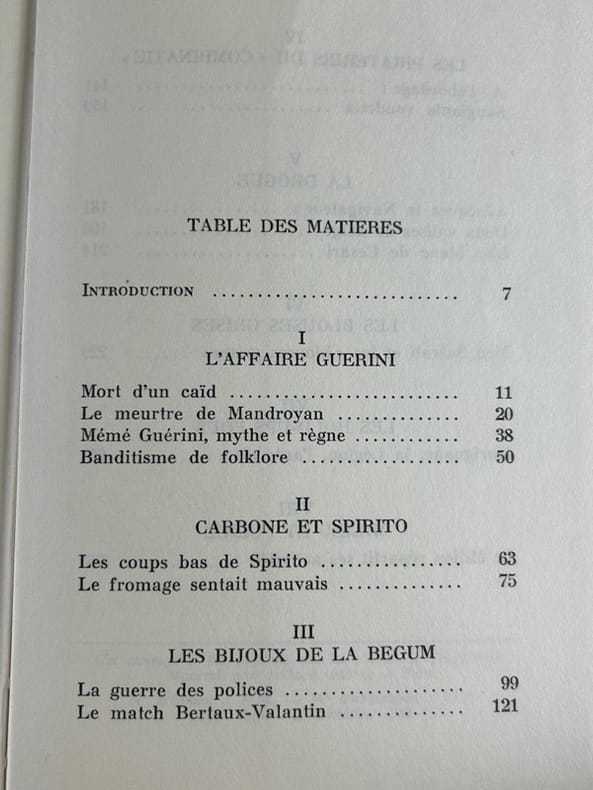 TABLE DES MATIERES
INTRODUCTION ........................... 7
I
L'AFFAIRE GUERINI
Mort d'un caïd ......................... 11
Le meurtre de Mandroyan .............. 20
Mémé Guérini, mythe et règne ............ 38
Banditisme de folklore .................. 50
II
CARBONE ET SPIRITO
Les coups bas de Spirito ................ 63
Le fromage sentait mauvais .............. 75
III
LES BIJOUX DE LA BEGUM
La guerre des polices .................... 99
Le match Bertaux-Valantin .............. 121